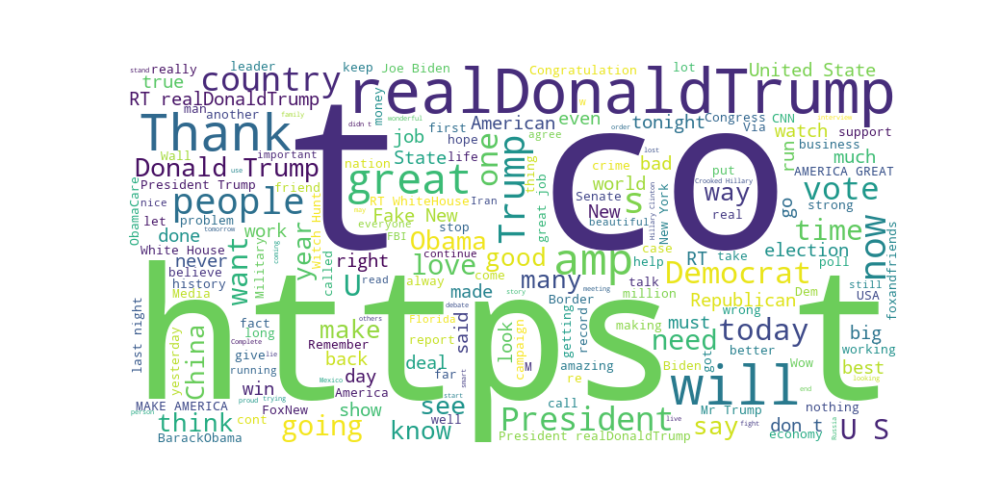 stand really leader keep Joe Biden Congratulation lot United State
true country realDonaldTrump
RT realDonaldTrump man another money w Congress CNN
Thank t co didn t wonderful first American even tonight order Via interview
family job hope agree watch support
Wall important State life one thing crime bad lost run business much
Donald Trump nation great Trump world Senate put Crooked Hillary way AMERICA GREAT
President Trump friend RT WhiteHouse Iran s New real vote
ObamaCare nice use people may Fake New great job beautiful Hillary Clinton New York go strong
let problem tomorrow year Witch Hunt everyone stop time now foxandfriends
done work coming Obama good amp case RT take election
White House never want Military called right FBI continue love alway come many help Democrat poll still
believe history U read made million talk Dem USA
Media https t Border Republican wrong
last night yesterday China fact long Remember make others Florida report said debate story look meeting getting record making must today big
give Complete lie back deal campaign M amazing need better working
running win Mexico day far smart re Biden got Wow best
person proud trying America start will end looking
MAKE AMERICA FoxNew show see well call President live Mr Trump nothing
think cont going know say fight don t U S
BarackObama President realDonaldTrump economy Russia